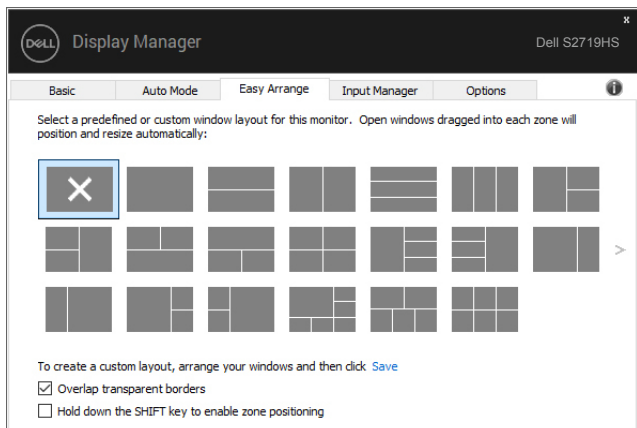 x
DELL Display Manager Dell S2719HS
Basic Auto Mode Easy Arrange Input Manager Options i
Select a predefined or custom window layout for this monitor. Open windows dragged into each zone will
position and resize automatically:
>
To create a custom layout, arrange your windows and then click Save
Overlap transparent borders
Hold down the SHIFT key to enable zone positioning